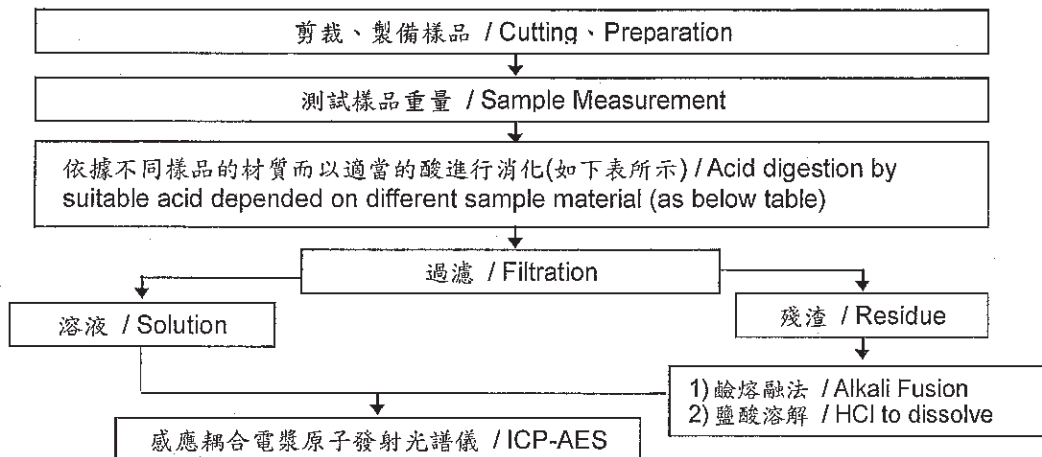 剪裁、製備樣品 / Cutting、Preparation
測試樣品重量 / Sample Measurement
依據不同樣品的材質而以適當的酸進行消化(如下表所示) / Acid digestion by
suitable acid depended on different sample material (as below table)
過濾 / Filtration
溶液 / Solution
殘渣 / Residue
1) 鹼熔融法 / Alkali Fusion
2) 鹽酸溶解 / HCl to dissolve
感應耦合電漿原子發射光譜儀 / ICP-AES